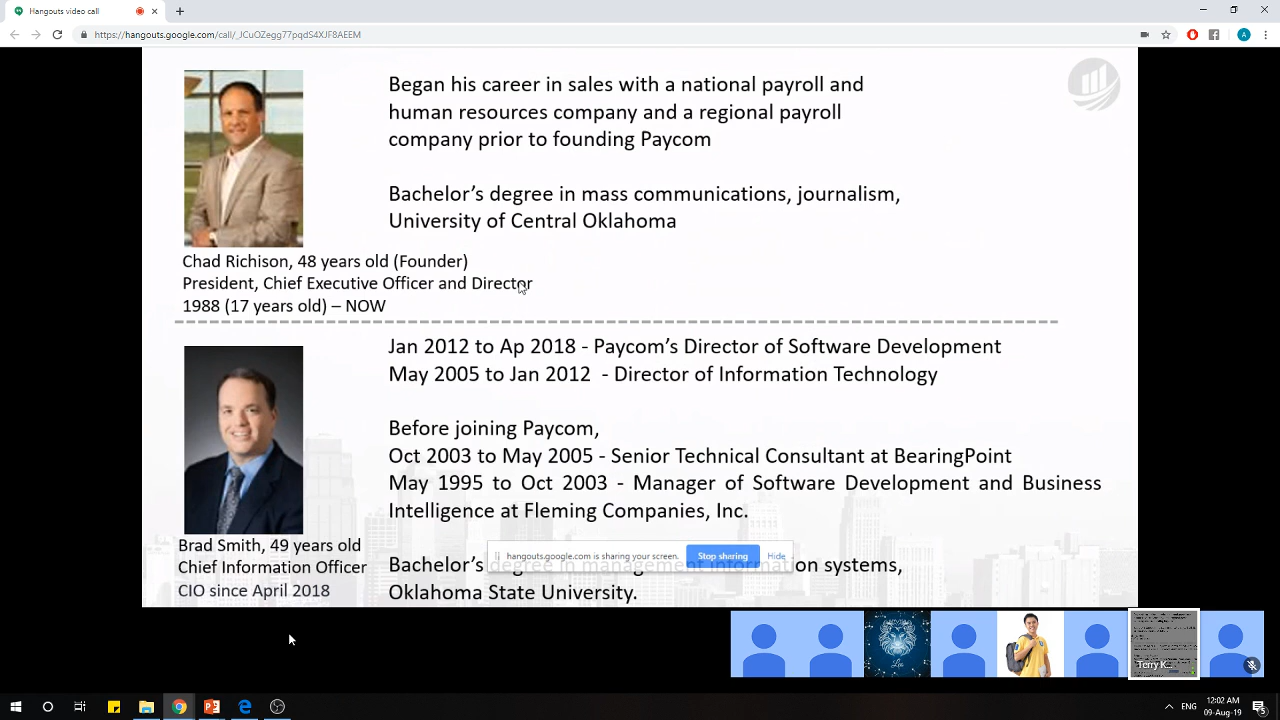 Hangouts video call
https://hangouts.google.com/call/_JCuOZegg77pqdS4XJF8AEEM
A
Began his career in sales with a national payroll and
human resources company and a regional payroll
company prior to founding Paycom
Bachelor’s degree in mass communications, journalism,
University of Central Oklahoma
Chad Richison, 48 years old (Founder)
President, Chief Executive Officer and Director
1988 (17 years old) – NOW
Jan 2012 to Ap 2018 - Paycom’s Director of Software Development
May 2005 to Jan 2012 - Director of Information Technology
Before joining Paycom,
Oct 2003 to May 2005 - Senior Technical Consultant at BearingPoint
May 1995 to Oct 2003 - Manager of Software Development and Business
Intelligence at Fleming Companies, Inc.
Brad Smith, 49 years old
Chief Information Officer
CIO since April 2018
hangouts.google.com is sharing your screen. Stop sharing Hide
Bachelor’s degree in management information systems,
Oklahoma State University.
Leo
Terry K...
ENG
12:02 AM
09-Aug-19
5